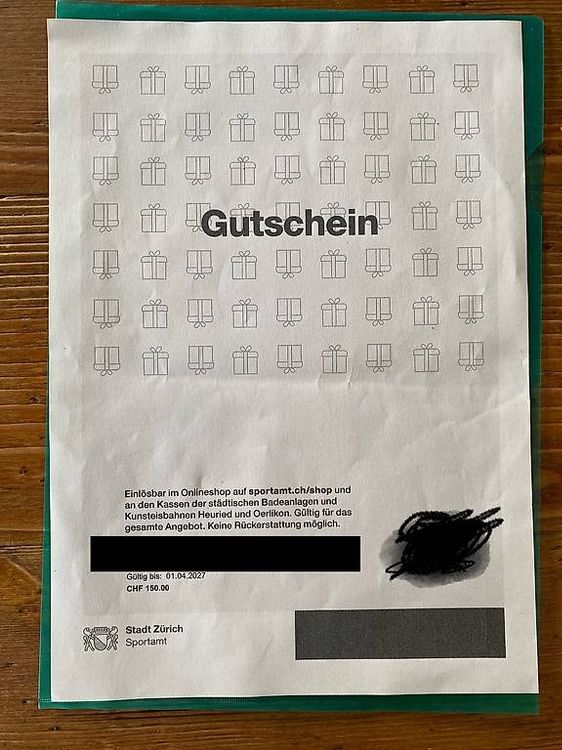 Gutschein
Einlösbar im Onlineshop auf sportamt.ch/shop und
an den Kassen der städtischen Badeanlagen und
Kunsteisbahnen Heuried und Oerlikon. Gültig für das
gesamte Angebot. Keine Rückerstattung möglich.
Gültig bis: 01.04.2027
CHF 150.00
Stadt Zürich
Sportamt